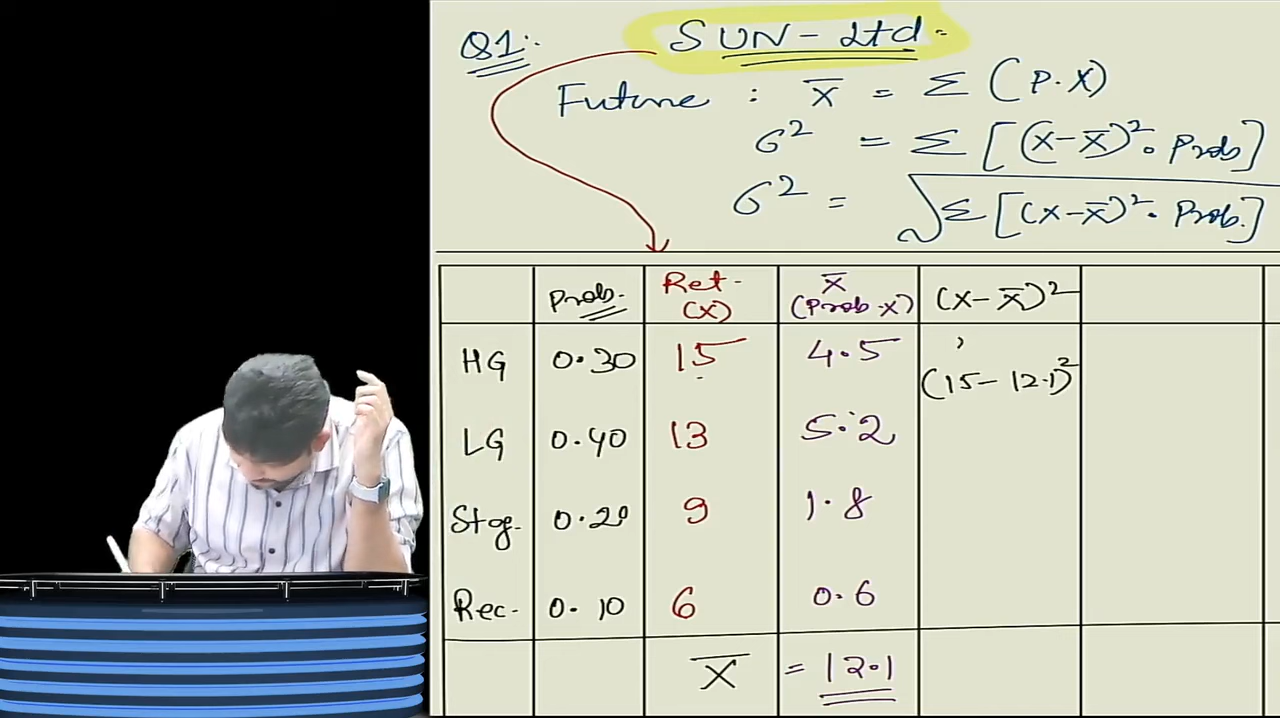 Q1:.
SUN-Ltd.
Future : X̅ = Σ (P.X)
σ² = Σ [(X-X̅)². Prob]
σ² = √Σ [(X-X̅)². Prob.]
Prob. Ret. (X) X̅ (Prob.X) (X-X̅)²
HG 0.30 15 4.5 (15-12.1)²
LG 0.40 13 5.2
Stag. 0.20 9 1.8
Rec. 0.10 6 0.6
X̅ = 12.1